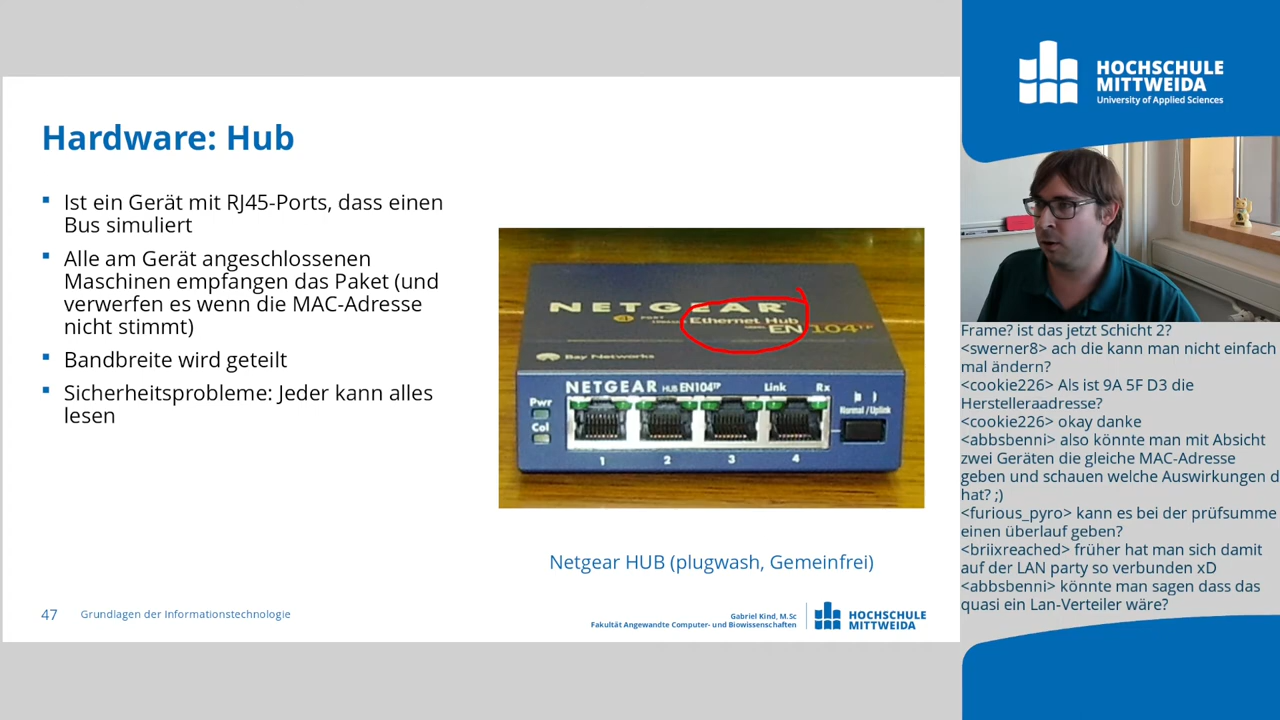 Hardware: Hub
Ist ein Gerät mit RJ45-Ports, dass einen
Bus simuliert
Alle am Gerät angeschlossenen
Maschinen empfangen das Paket (und
verwerfen es wenn die MAC-Adresse
nicht stimmt)
Bandbreite wird geteilt
Sicherheitsprobleme: Jeder kann alles
lesen
NETGEAR
4 PORT
Ethernet Hub
EN104TP
Bay Networks
NETGEAR HUB EN104TP
Link Rx
Pwr
Col
Normal/Uplink
1 2 3 4
Netgear HUB (plugwash, Gemeinfrei)
47 Grundlagen der Informationstechnologie
Gabriel Kind, M.Sc
Fakultät Angewandte Computer- und Biowissenschaften
HOCHSCHULE
MITTWEIDA
HOCHSCHULE
MITTWEIDA
University of Applied Sciences
Frame? ist das jetzt Schicht 2?
<swerner8> ach die kann man nicht einfach
mal ändern?
<cookie226> Als ist 9A 5F D3 die
Herstelleraadresse?
<cookie226> okay danke
<abbsbenni> also könnte man mit Absicht
zwei Geräten die gleiche MAC-Adresse
geben und schauen welche Auswirkungen d
hat? ;)
<furious_pyro> kann es bei der prüfsumme
einen überlauf geben?
<briixreached> früher hat man sich damit
auf der LAN party so verbunden xD
<abbsbenni> könnte man sagen dass das
quasi ein Lan-Verteiler wäre?